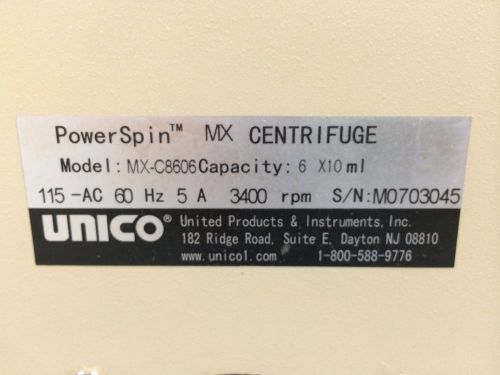 PowerSpin™ MX CENTRIFUGE
Model: MX-C8606 Capacity: 6 X10 ml
115-AC 60 Hz 5 A 3400 rpm S/N: M0703045
UNICO® United Products & Instruments, Inc.
182 Ridge Road, Suite E, Dayton NJ 08810
www.unico1.com 1-800-588-9776